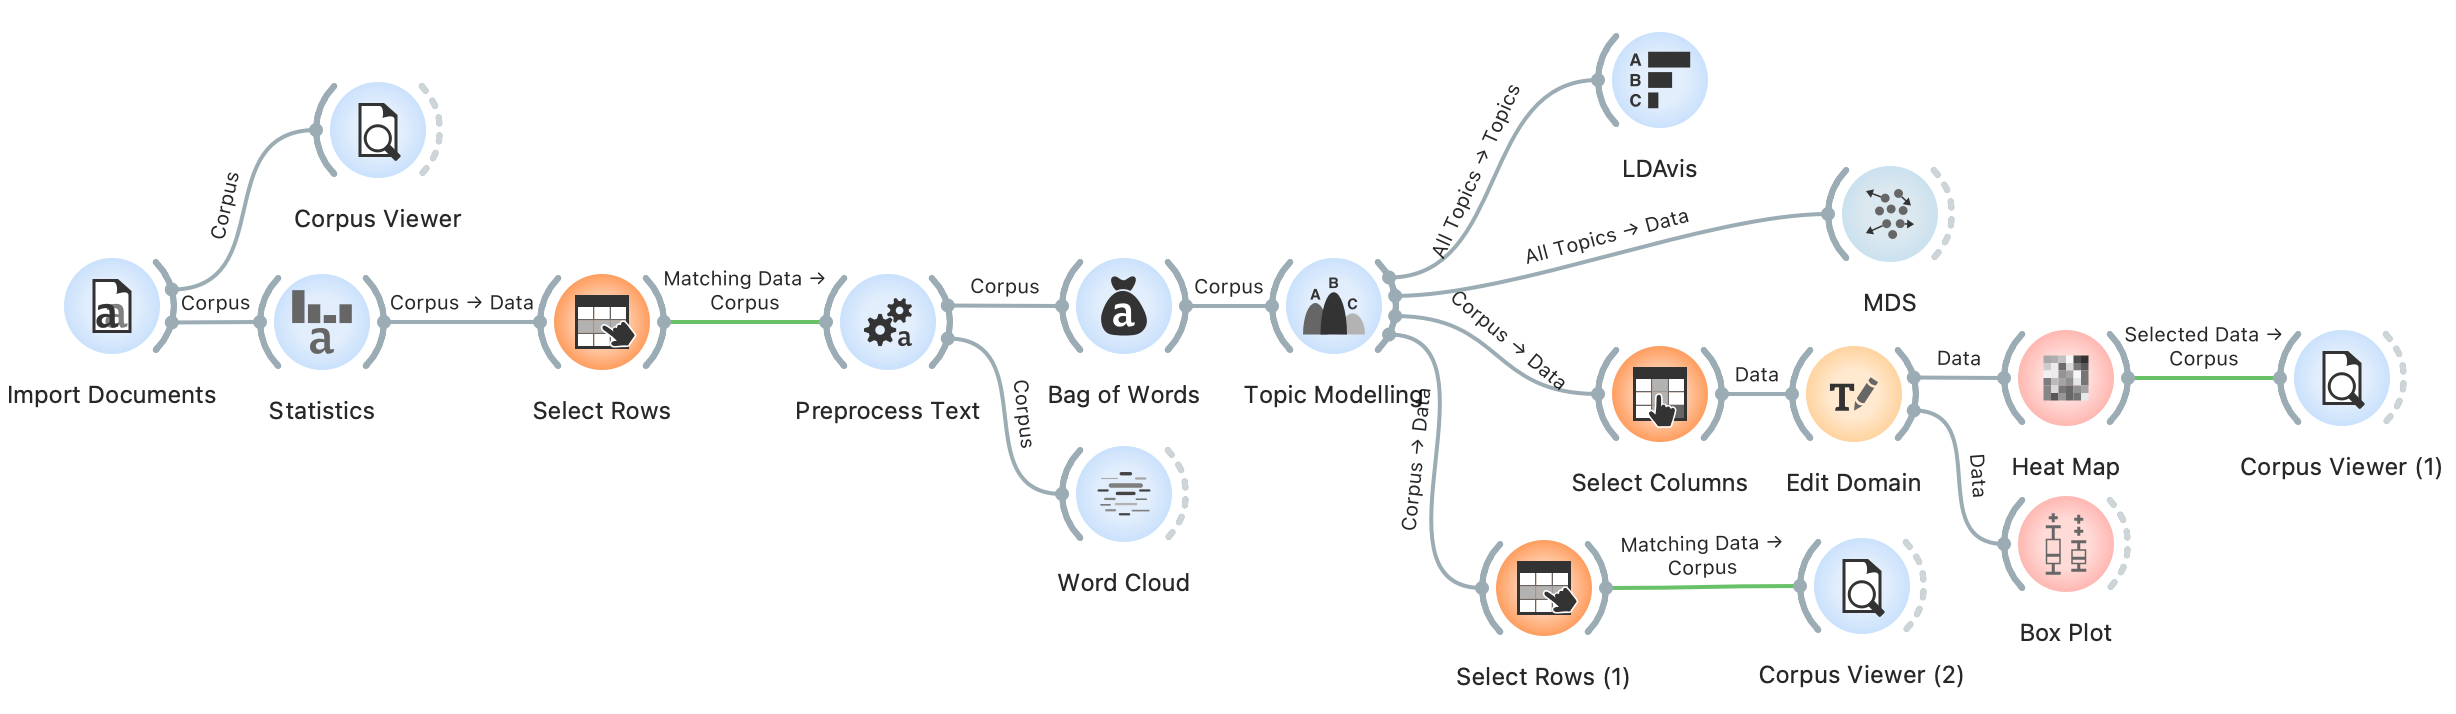 A
B
C
All Topics → Topics
LDAvis
Corpus
Corpus Viewer
All Topics → Data
MDS
a
Import Documents
Corpus
a
Statistics
Corpus → Data
Select Rows
Matching Data →
Corpus
a
Preprocess Text
Corpus
a
Bag of Words
Corpus
A B C
Topic Modelling
Corpus
Word Cloud
Corpus → Data
Select Columns
Data
T
Edit Domain
Data
Heat Map
Selected Data →
Corpus
Corpus Viewer (1)
Data
Box Plot
Corpus → Data
Select Rows (1)
Matching Data →
Corpus
Corpus Viewer (2)